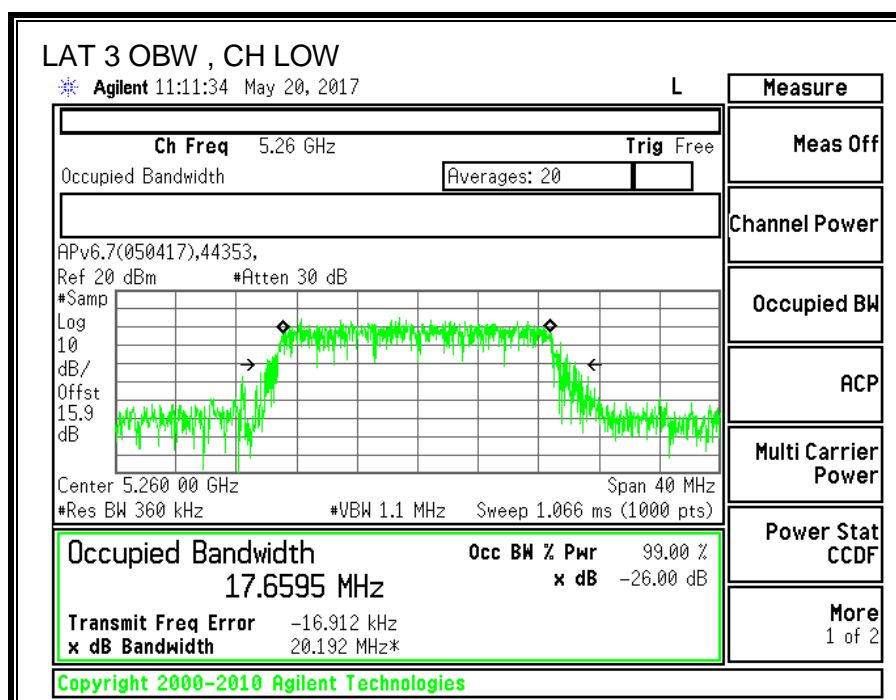 LAT 3 OBW , CH LOW
Agilent 11:11:34 May 20, 2017 L
Measure
Ch Freq 5.26 GHz Trig Free
Meas Off
Occupied Bandwidth Averages: 20
Channel Power
APv6.7(050417),44353,
Ref 20 dBm #Atten 30 dB
#Samp
Log
10
dB/
Offst
15.9
dB
Occupied BW
ACP
Multi Carrier
Power
Center 5.260 00 GHz Span 40 MHz
#Res BW 360 kHz #VBW 1.1 MHz Sweep 1.066 ms (1000 pts)
Power Stat
CCDF
Occupied Bandwidth Occ BW % Pwr 99.00 %
17.6595 MHz x dB -26.00 dB
Transmit Freq Error -16.912 kHz
x dB Bandwidth 20.192 MHz*
More
1 of 2
Copyright 2000-2010 Agilent Technologies